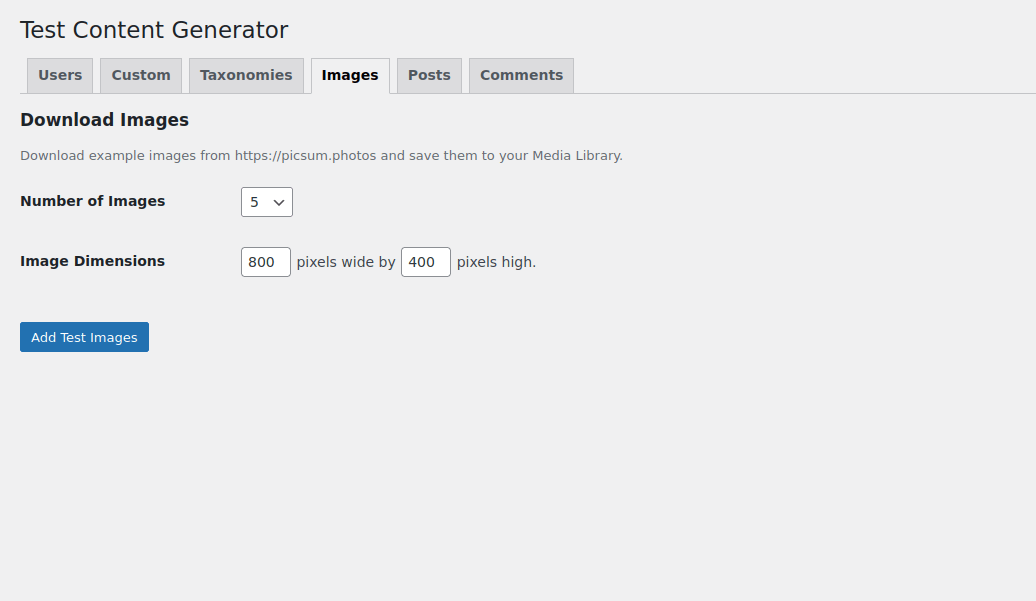 Test Content Generator
Users Custom Taxonomies Images Posts Comments
Download Images
Download example images from https://picsum.photos and save them to your Media Library.
Number of Images 5
Image Dimensions 800 pixels wide by 400 pixels high.
Add Test Images